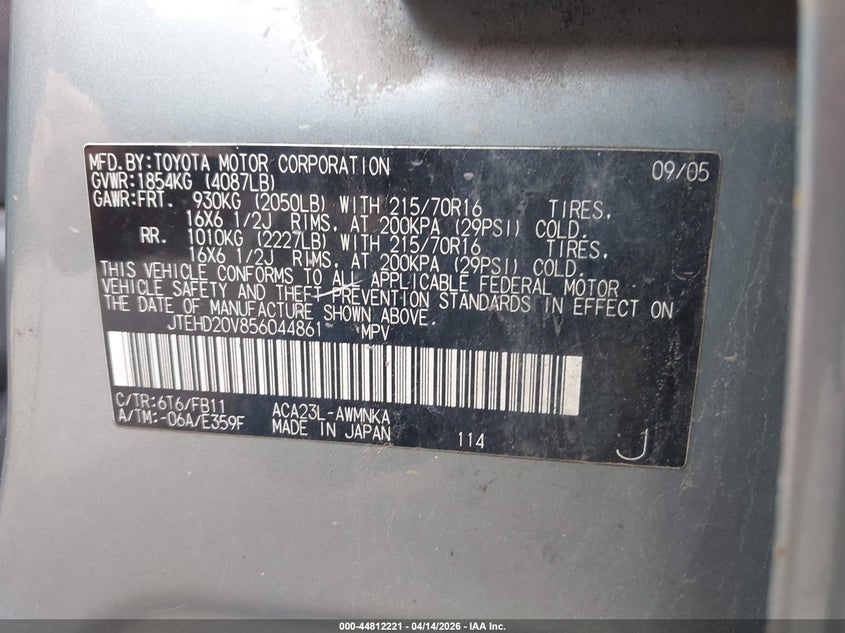 MFD.BY:TOYOTA MOTOR CORPORATION 09/05
GVWR:1854KG (4087LB)
GAWR:FRT. 930KG (2050LB) WITH 215/70R16 TIRES,
16X6 1/2J RIMS, AT 200KPA (29PSI) COLD.
RR. 1010KG (2227LB) WITH 215/70R16 TIRES,
16X6 1/2J RIMS, AT 200KPA (29PSI) COLD.
THIS VEHICLE CONFORMS TO ALL APPLICABLE FEDERAL MOTOR
VEHICLE SAFETY AND THEFT PREVENTION STANDARDS IN EFFECT ON
THE DATE OF MANUFACTURE SHOWN ABOVE.
JTEHD20V856044861 MPV
C/TR:6T6/FB11 ACA23L-AWMNKA
A/TM:-06A/E359F MADE IN JAPAN 114 J
000-44812221 | 04/14/2026 – IAA Inc.